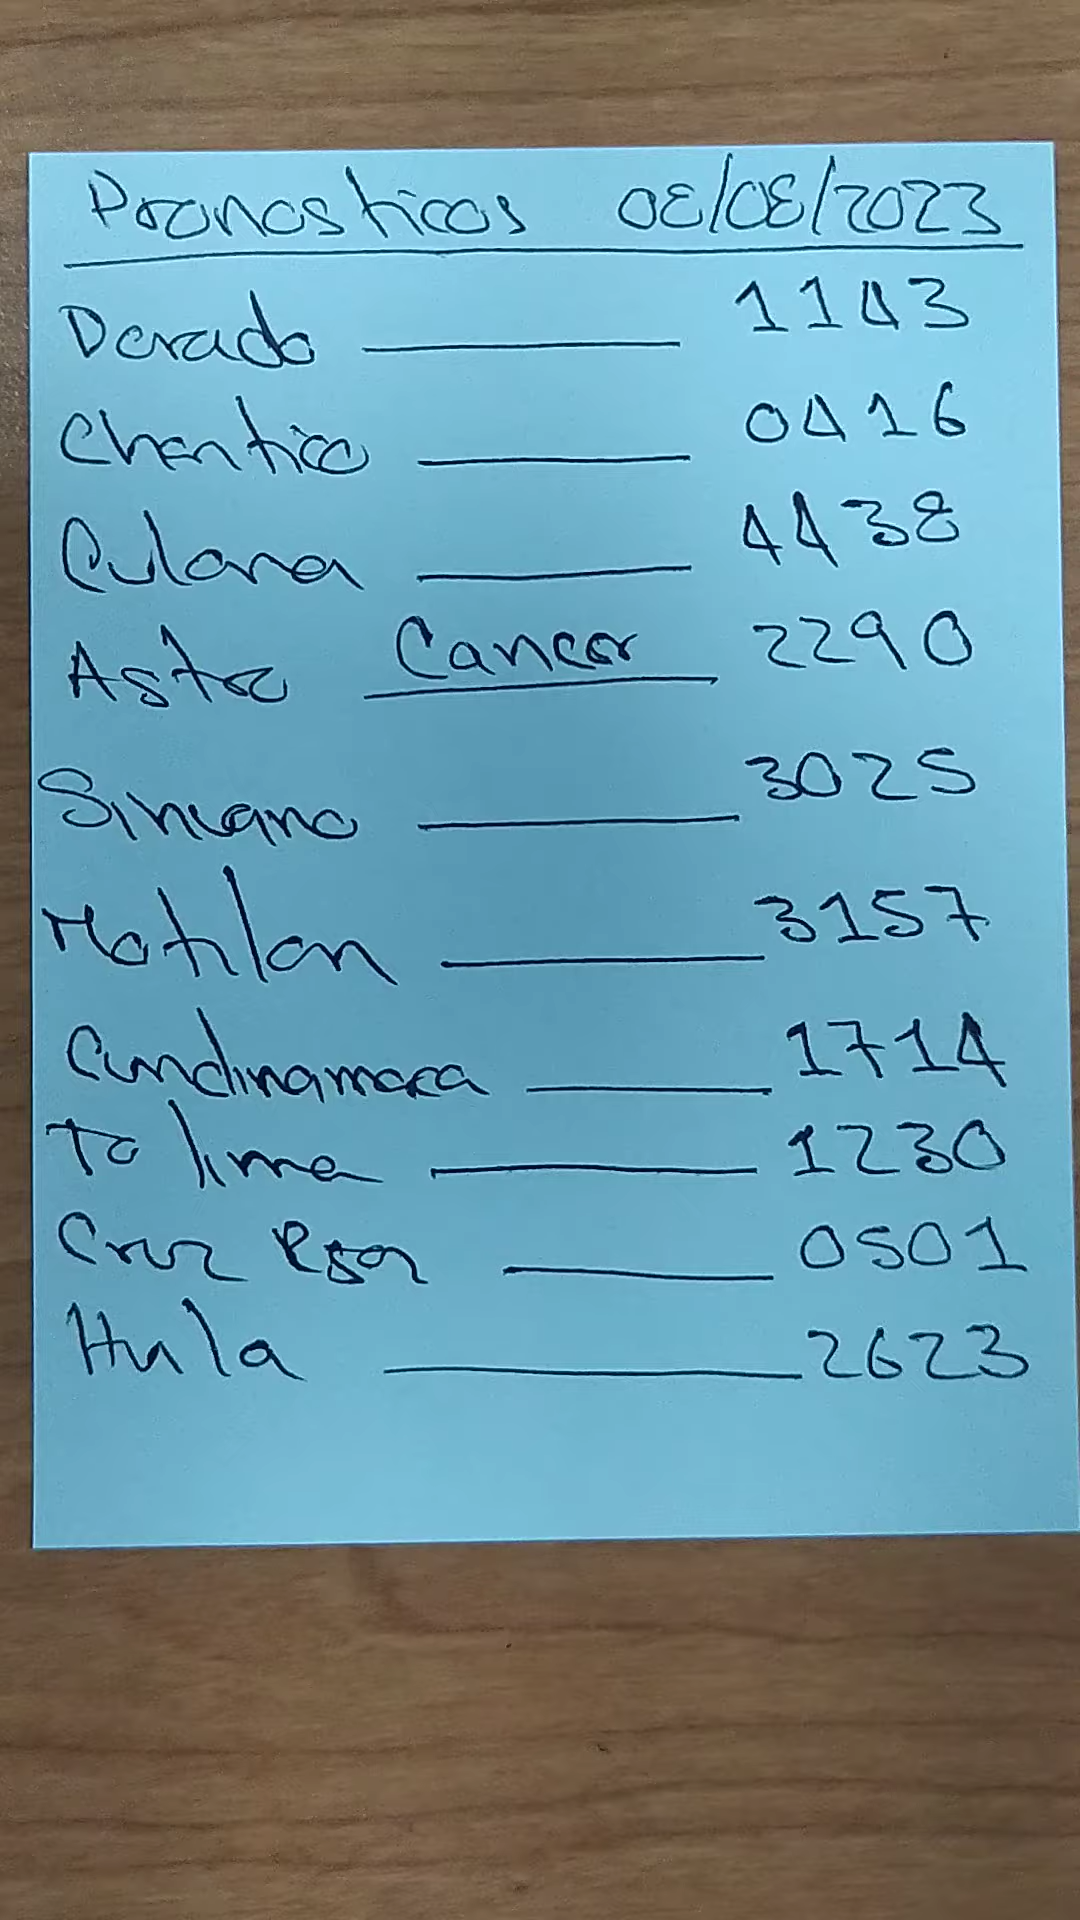 Pronosticos 08/08/2023
Dorado 1143
Chontico 0416
Culona 4438
Astro Cancer 2290
Sinuano 3025
Motilon 3157
Cundinamarca 1714
Tolima 1230
Cruz Roja 0501
Huila 2623